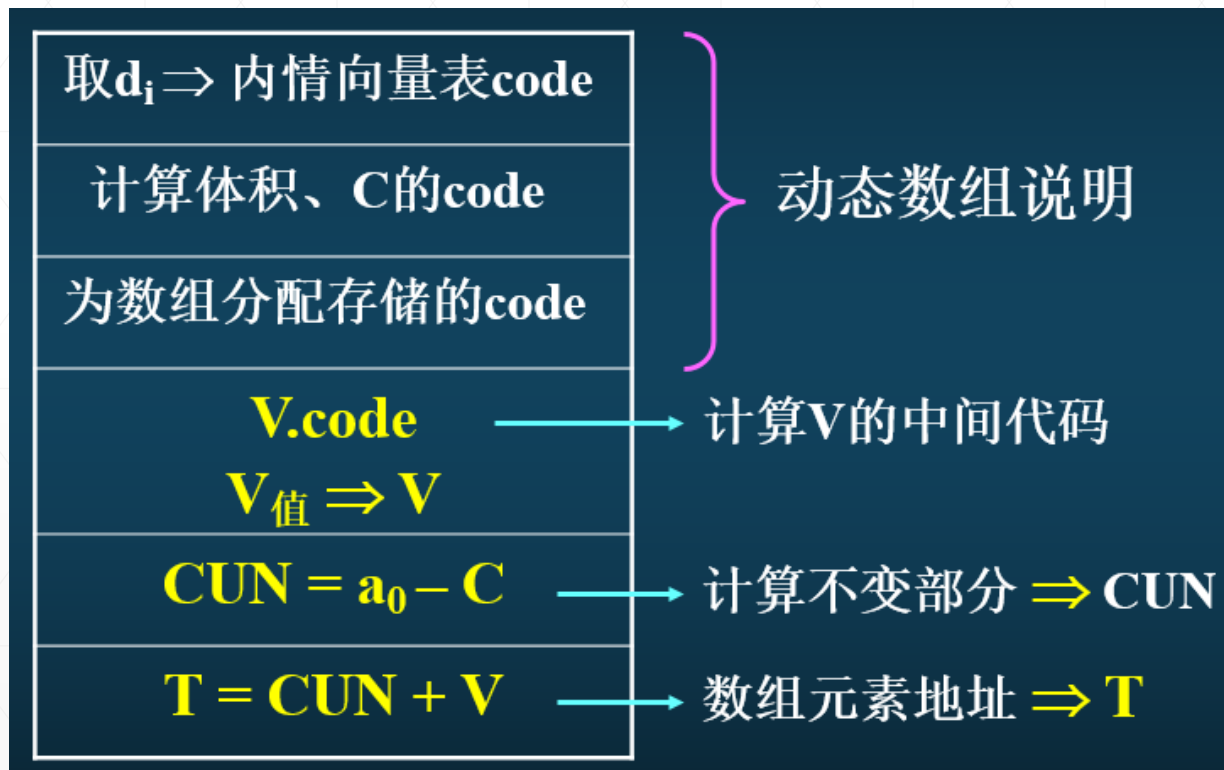 取dᵢ⇒ 内情向量表code
计算体积、C的code
动态数组说明
为数组分配存储的code
V.code
计算V的中间代码
V值 ⇒ V
CUN = a₀ – C
计算不变部分 ⇒ CUN
T = CUN + V
数组元素地址 ⇒ T